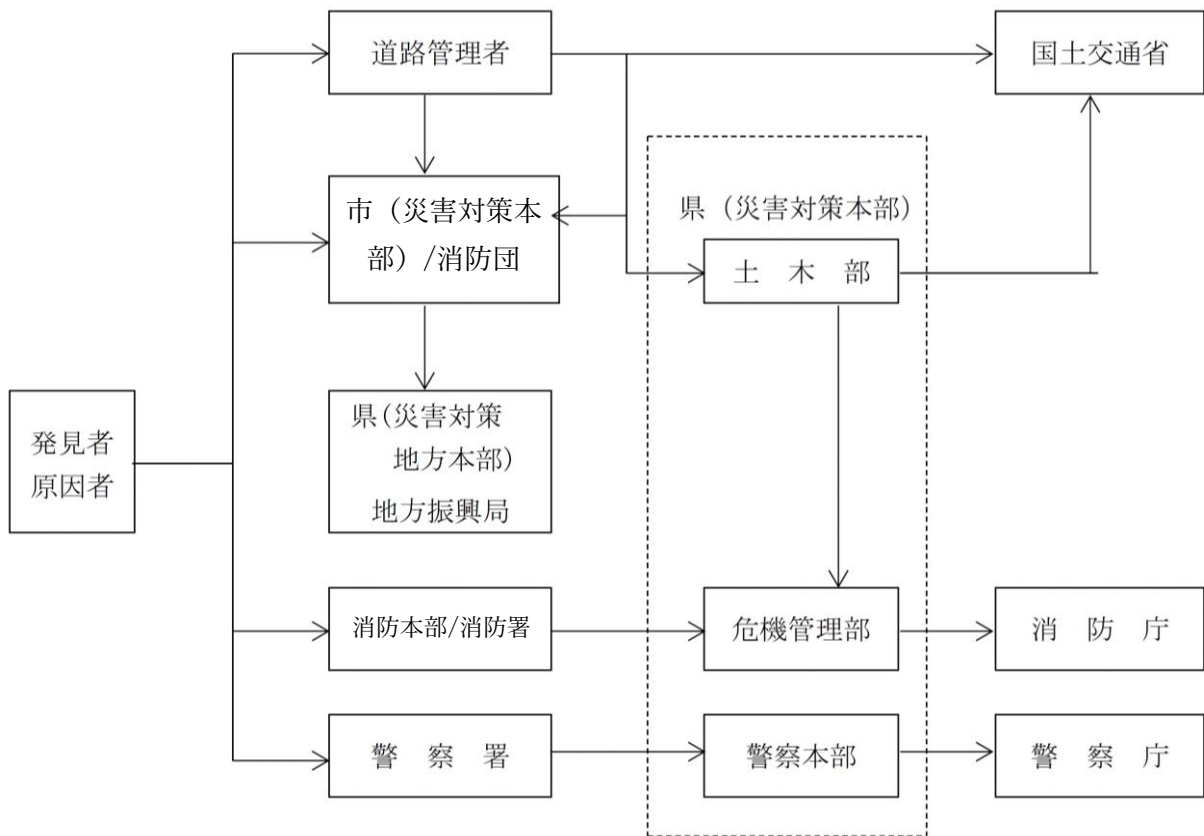 道路管理者
国土交通省
市（災害対策本
部）/消防団
県（災害対策本部）
土 木 部
県(災害対策
地方本部)
地方振興局
発見者
原因者
消防本部/消防署
危機管理部
消 防 庁
警 察 署
警察本部
警 察 庁